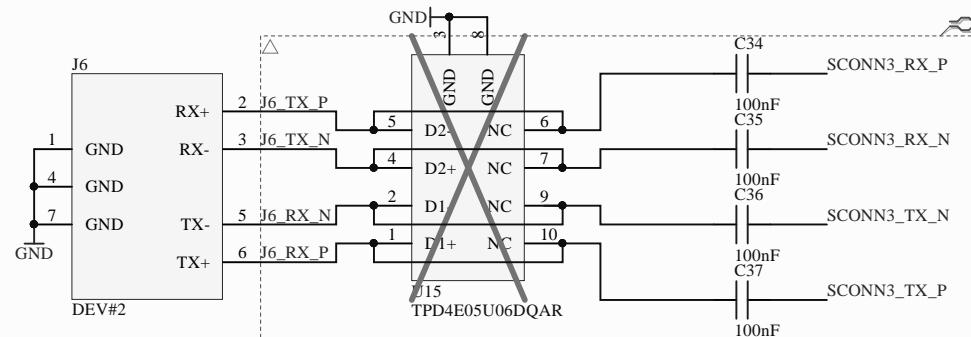 GND
3
8
C34
J6
SCONN3_RX_P
GND
GND
100nF
RX+
2
J6_TX_P
C35
5
D2-
NC
6
1
GND
RX-
3
J6_TX_N
SCONN3_RX_N
4
D2+
NC
7
100nF
4
GND
C36
2
D1-
NC
9
7
GND
TX-
5
J6_RX_N
SCONN3_TX_N
1
D1+
NC
10
100nF
GND
TX+
6
J6_RX_P
C37
U15
SCONN3_TX_P
DEV#2
TPD4E05U06DQAR
100nF